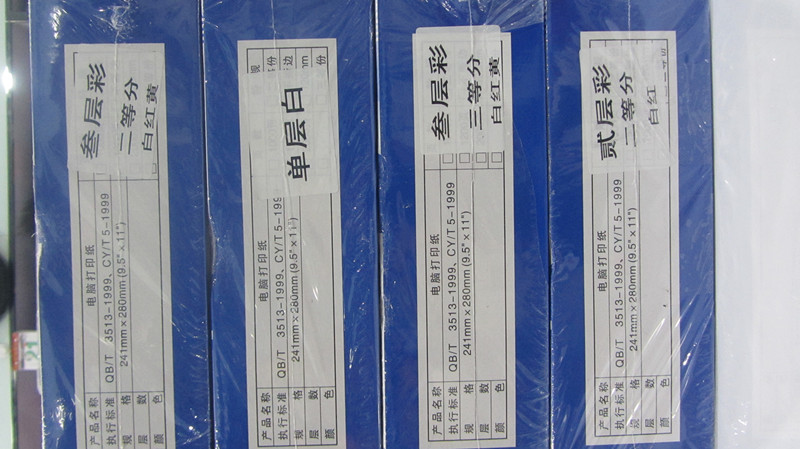 叁层彩
二等分
白红黄
产品名称 电脑打印纸
执行标准 QB/T 3513-1999、CY/T 5-1999
规格 241mm×280mm(9.5"×11")
层数
颜色
单层白
份
边
份
产品名称 电脑打印纸
执行标准 QB/T 3513-1999、CY/T 5-1999
规格 241mm×280mm(9.5"×11")
层数
颜色
叁层彩
三等分
白红黄
产品名称 电脑打印纸
执行标准 QB/T 3513-1999、CY/T 5-1999
规格 241mm×280mm(9.5"×11")
层数
颜色
贰层彩
二等分
白红
产品名称 电脑打印纸
执行标准 QB/T 3513-1999、CY/T 5-1999
规格 241mm×280mm(9.5"×11")
层数
颜色
21